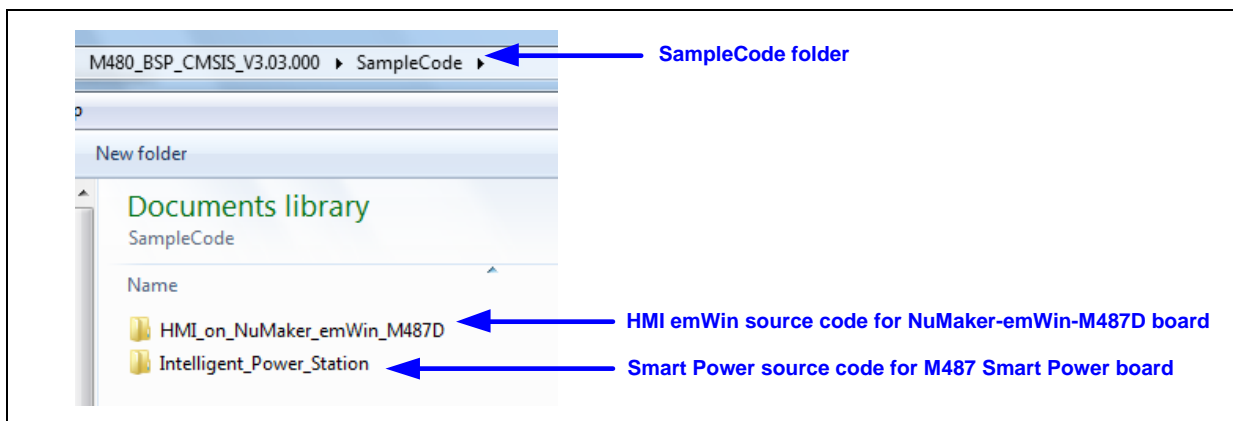 M480_BSP_CMSIS_V3.03.000 ▸ SampleCode ▸
SampleCode folder
p
New folder
Documents library
SampleCode
Name
HMI_on_NuMaker_emWin_M487D
HMI emWin source code for NuMaker-emWin-M487D board
Intelligent_Power_Station
Smart Power source code for M487 Smart Power board